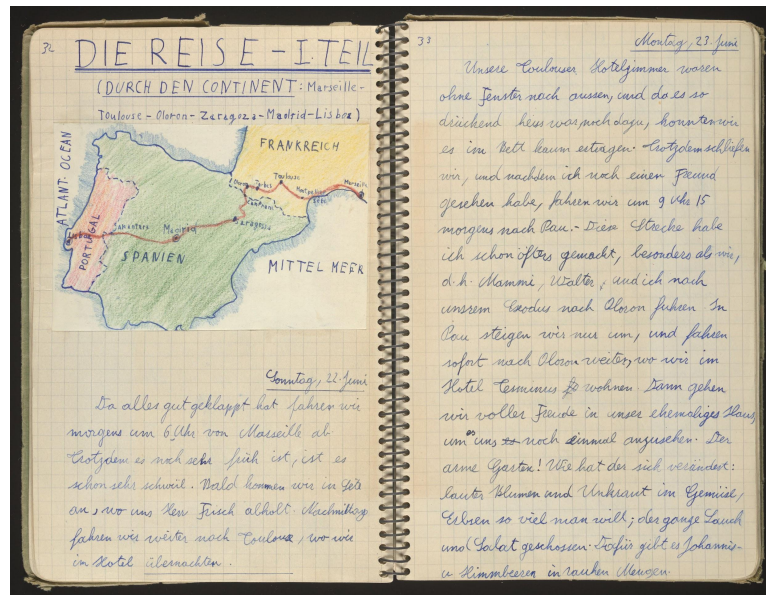 32
DIE REISE - I. TEIL
(DURCH DEN CONTINENT: Marseille-
Toulouse - Oloron - Zaragoza - Madrid - Lisboa)
ATLANT. OCEAN
FRANKREICH
Toulouse
Tarbes
Montpellier
Marseille
Sète
Zaragoza
Madrid
PORTUGAL
SPANIEN
MITTEL MEER
Sonntag, 22. Juni
Da alles gut geklappt hat fahren wir
morgens um 6 Uhr von Marseille ab
Trotzdem es noch sehr früh ist, ist es
schon sehr schwül. Bald kommen wir in Sète
an, wo uns Herr Frisch abholt. Nachmittags
fahren wir weiter nach Toulouse, wo wir
im Hotel übernachten.
33
Montag, 23. Juni
Unsere Toulouser Hotelzimmer waren
ohne Fenster nach aussen, und da es so
drückend heiss war, noch dazu, konnten wir
es im Bett kaum ertragen. Trotzdem schliefen
wir, und nachdem ich noch einen Freund
gesehen habe, fahren wir um 9 Uhr 15
morgens nach Pau. - Diese Strecke habe
ich schon öfters gemacht, besonders als wir,
d.h. Mammi, Walter, und ich nach
unsrem Exodus nach Oloron fuhren. In
Pau steigen wir nur um, und fahren
sofort nach Oloron weiter, wo wir im
Hotel Terminus wohnen. Dann gehen
wir voller Freude in unser ehemaliges Haus,
um es uns noch einmal anzusehen. Der
arme Garten! Wie hat der sich verändert:
lauter Blumen und Unkraut im Gemüse,
Erbsen so viel man will; der ganze Lauch
und Salat geschossen. Dafür gibt es Johannis-
u Himmbeeren in rauhen Mengen.